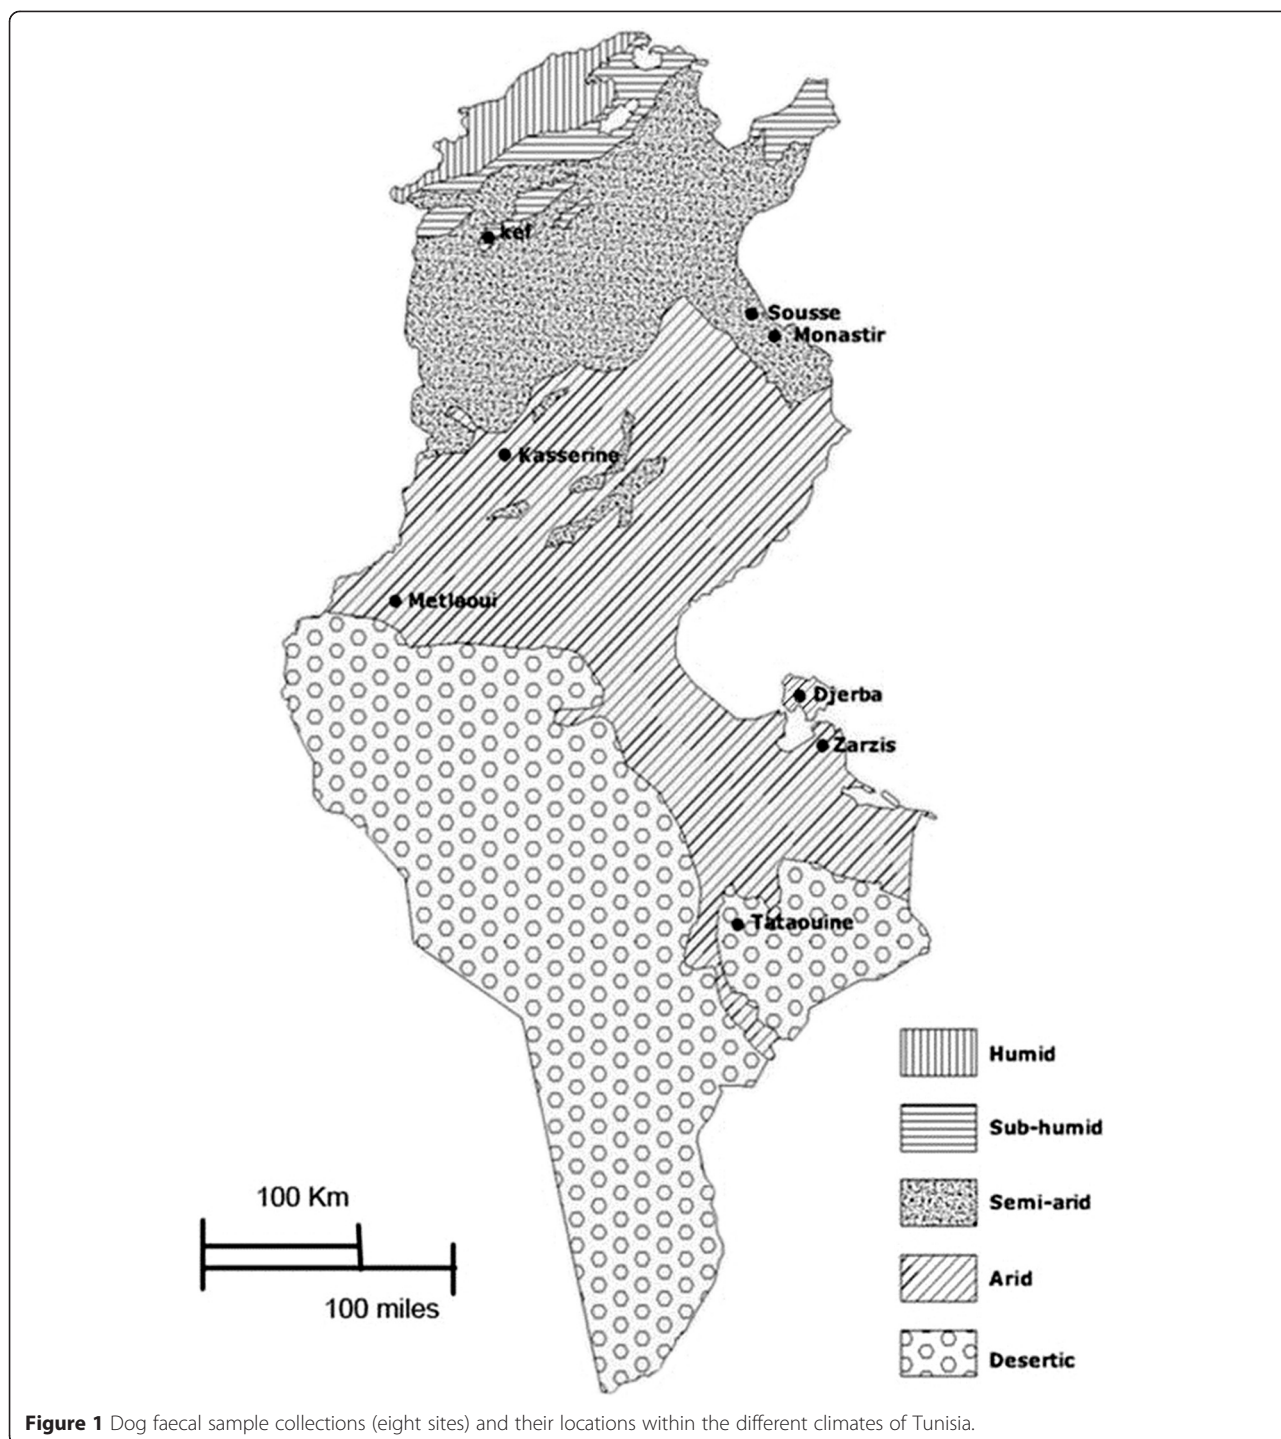 kef
Sousse
Monastir
Kasserine
Metlaoui
Djerba
Zarzis
Tataouine
Humid
Sub-humid
Semi-arid
Arid
Desertic
100 Km
100 miles
Figure 1 Dog faecal sample collections (eight sites) and their locations within the different climates of Tunisia.